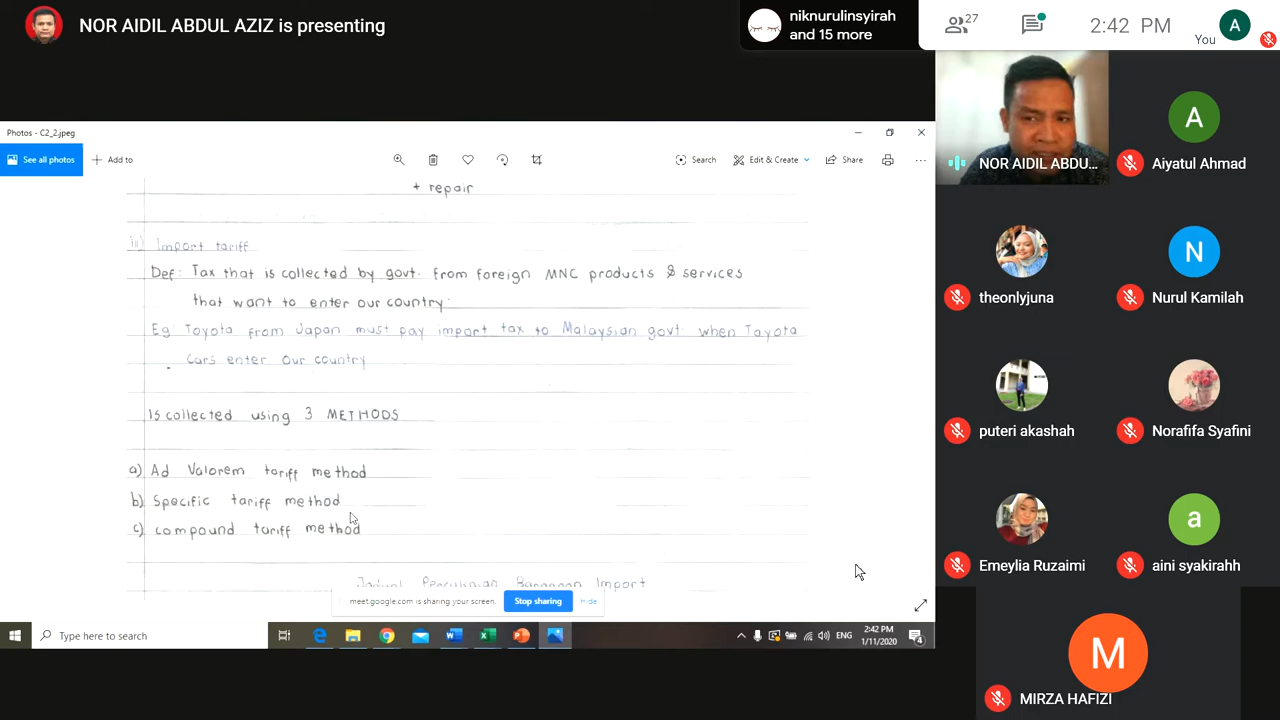 NOR AIDIL ABDUL AZIZ is presenting
niknurulinsyirah
and 15 more
27
2:42 PM
You
A
Photos - C2_2.jpeg
See all photos
Add to
Search
Edit & Create
Share
+ repair
iii) Import tariff
Def: Tax that is collected by govt. from foreign MNC products & services
that want to enter our country.
Eg: Toyota from Japan must pay import tax to Malaysian govt. when Toyota
Cars enter our country
Is collected using 3 METHODS
a) Ad Valorem tariff method
b) Specific tariff method
c) compound tariff method
Jadual Percukaian Barangan Import
meet.google.com is sharing your screen.
Stop sharing
Hide
Type here to search
ENG
2:42 PM
1/11/2020
4
NOR AIDIL ABDU...
A
Aiyatul Ahmad
theonlyjuna
N
Nurul Kamilah
puteri akashah
Norafifa Syafini
Emeylia Ruzaimi
a
aini syakirahh
M
MIRZA HAFIZI